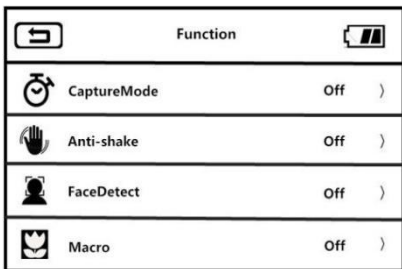 Function
CaptureMode Off
Anti-shake Off
FaceDetect Off
Macro Off